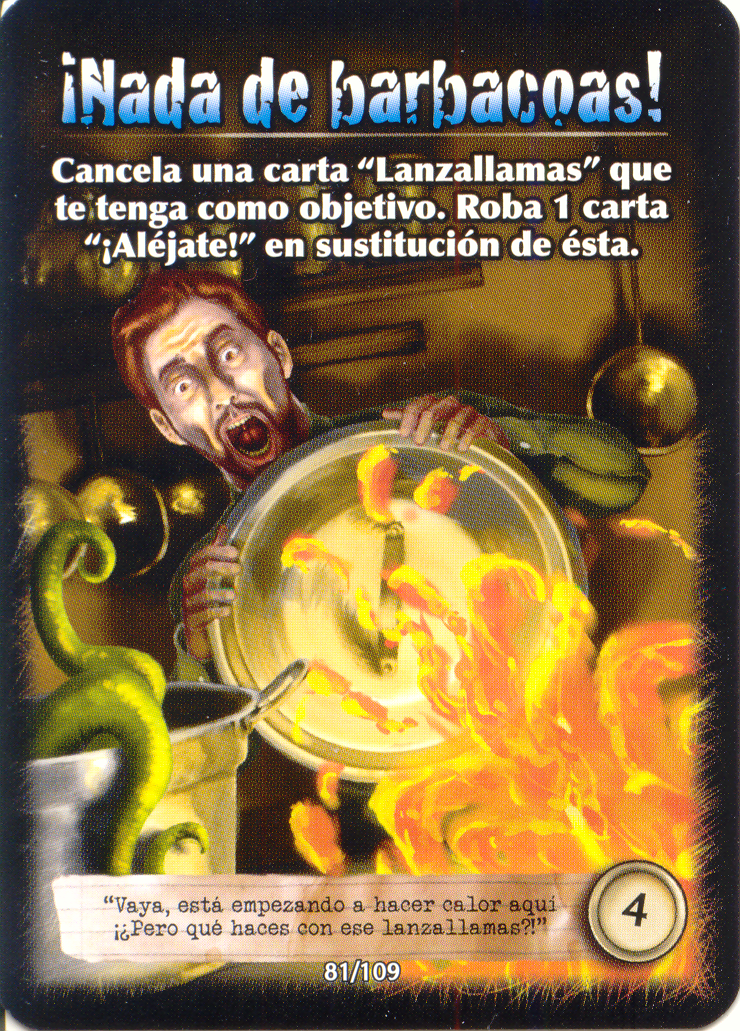 ¡Nada de barbacoas!
Cancela una carta “Lanzallamas” que
te tenga como objetivo. Roba 1 carta
“¡Aléjate!” en sustitución de ésta.
“Vaya, está empezando a hacer calor aquí
¡¿Pero qué haces con ese lanzallamas?!”
4
81/109